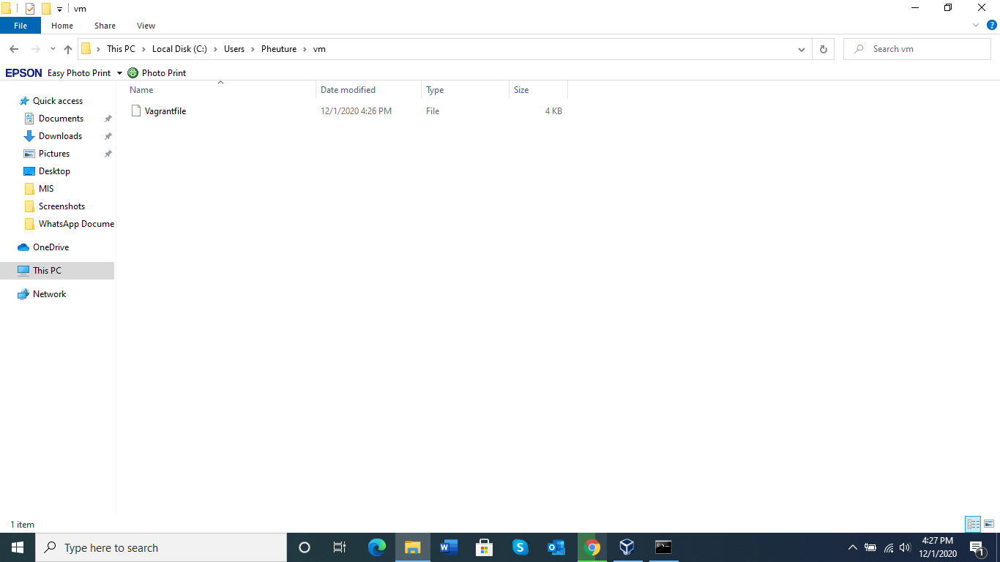 vm
File Home Share View
This PC Local Disk (C:) Users Pheuture vm Search vm
EPSON Easy Photo Print Photo Print
Name Date modified Type Size
Vagrantfile 12/1/2020 4:26 PM File 4 KB
Quick access
Documents
Downloads
Pictures
Desktop
MIS
Screenshots
WhatsApp Docume
OneDrive
This PC
Network
1 item
Type here to search
4:27 PM
12/1/2020
1